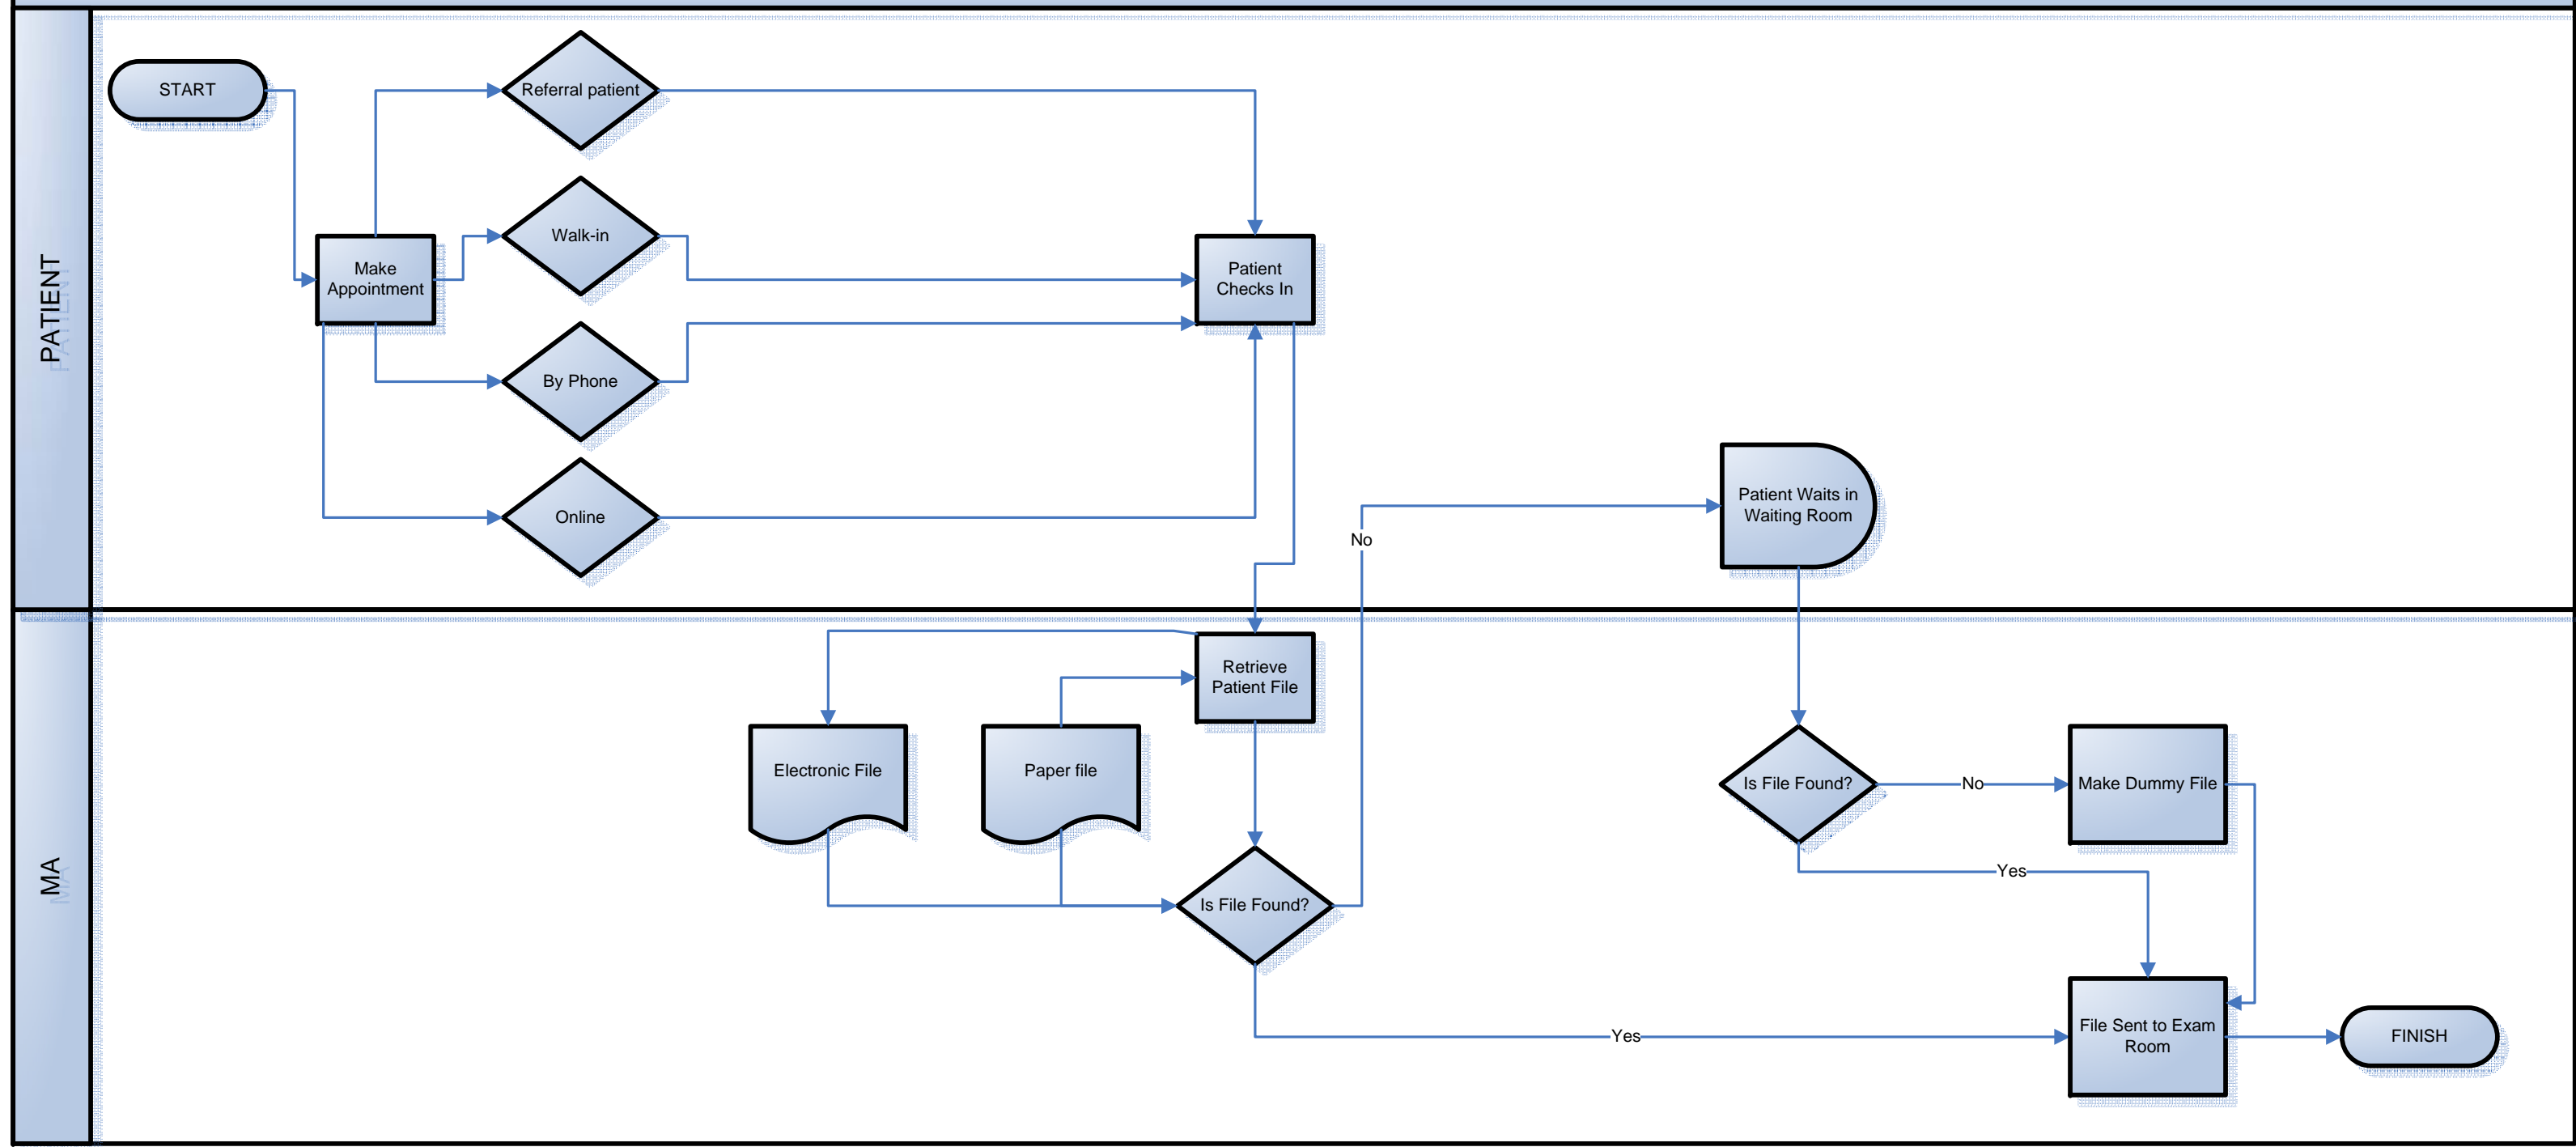 PATIENT
START
Referral patient
Walk-in
Make
Appointment
Patient
Checks In
By Phone
Online
No
Patient Waits in
Waiting Room
MA
Retrieve
Patient File
Electronic File
Paper file
Is File Found?
Is File Found?
No
Make Dummy File
Yes
Yes
File Sent to Exam
Room
FINISH